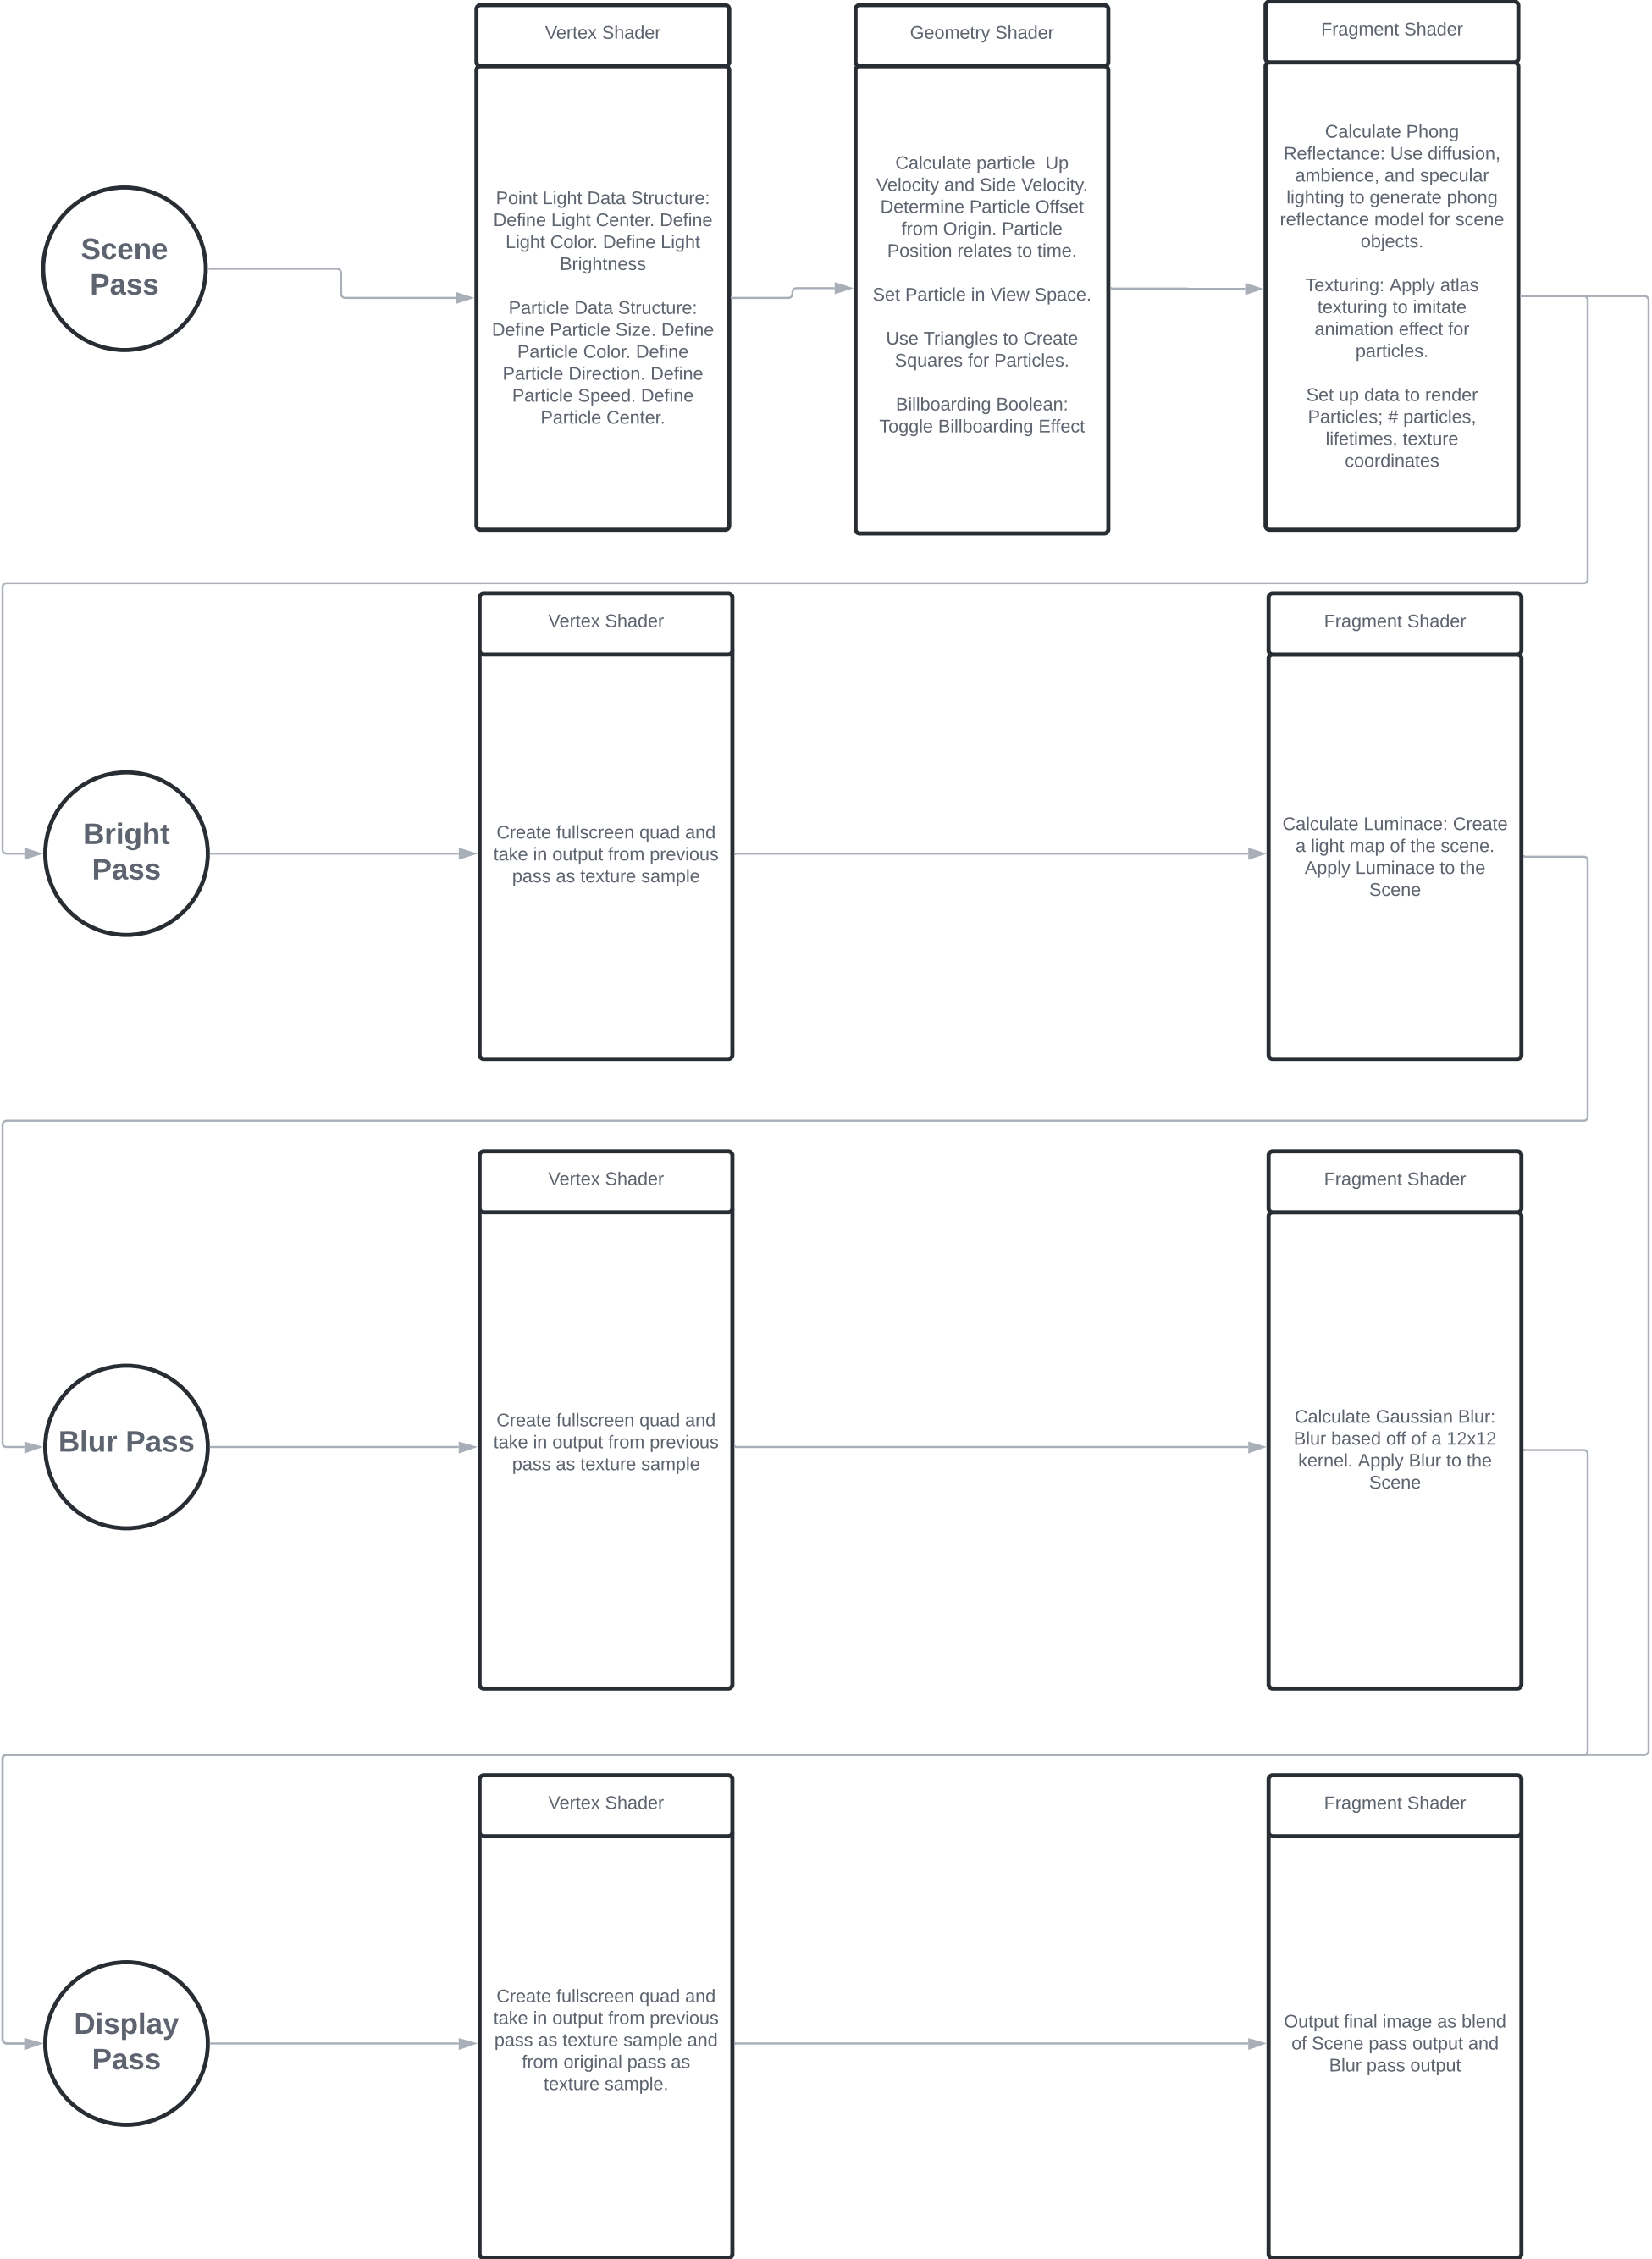 Vertex Shader
Geometry Shader
Fragment Shader
Scene
Pass
Point Light Data Structure:
Define Light Center. Define
Light Color. Define Light
Brightness
Particle Data Structure:
Define Particle Size. Define
Particle Color. Define
Particle Direction. Define
Particle Speed. Define
Particle Center.
Calculate particle  Up
Velocity and Side Velocity.
Determine Particle Offset
from Origin. Particle
Position relates to time.
Set Particle in View Space.
Use Triangles to Create
Squares for Particles.
Billboarding Boolean:
Toggle Billboarding Effect
Calculate Phong
Reflectance: Use diffusion,
ambience, and specular
lighting to generate phong
reflectance model for scene
objects.
Texturing: Apply atlas
texturing to imitate
animation effect for
particles.
Set up data to render
Particles; # particles,
lifetimes, texture
coordinates
Vertex Shader
Fragment Shader
Bright
Pass
Create fullscreen quad and
take in output from previous
pass as texture sample
Calculate Luminace: Create
a light map of the scene.
Apply Luminace to the
Scene
Vertex Shader
Fragment Shader
Blur Pass
Create fullscreen quad and
take in output from previous
pass as texture sample
Calculate Gaussian Blur:
Blur based off of a 12x12
kernel. Apply Blur to the
Scene
Vertex Shader
Fragment Shader
Display
Pass
Create fullscreen quad and
take in output from previous
pass as texture sample and
from original pass as
texture sample.
Output final image as blend
of Scene pass output and
Blur pass output